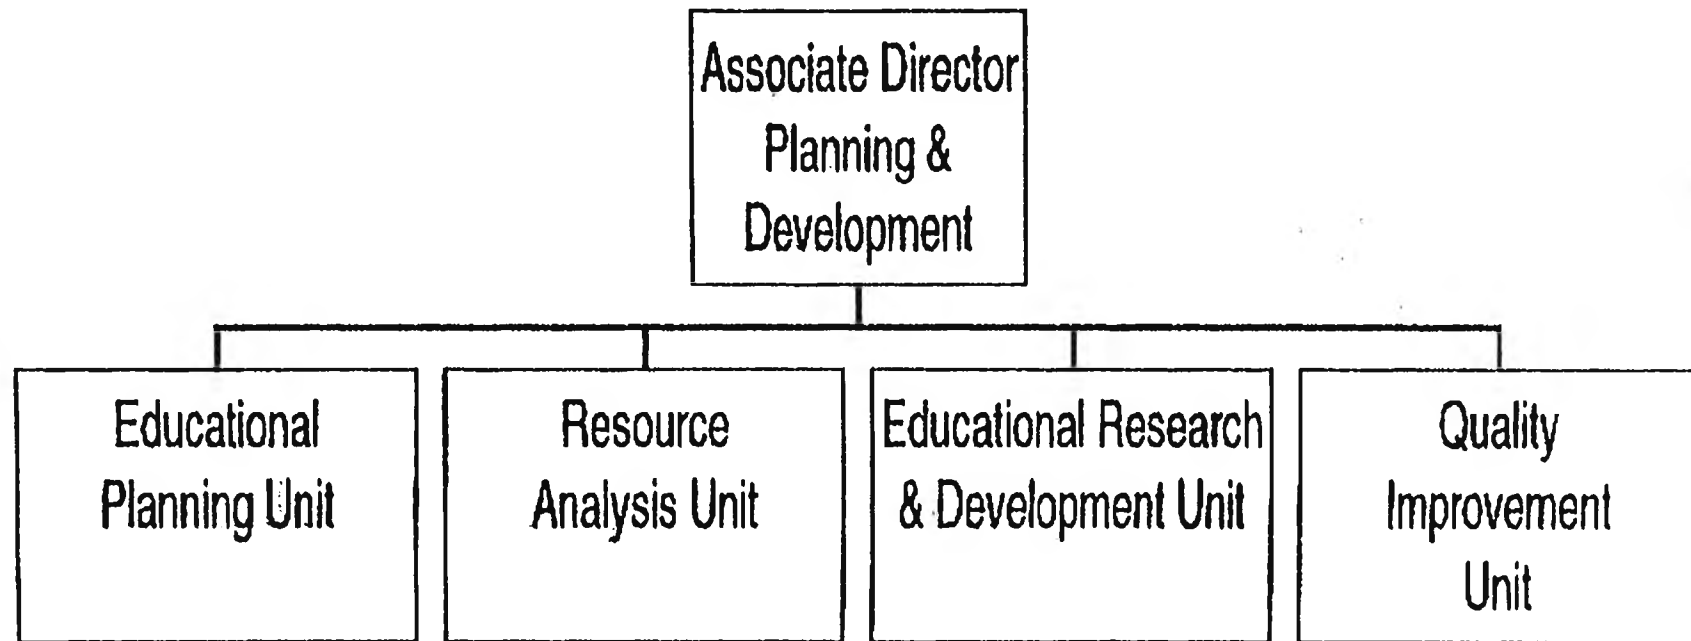 Associate Director
Planning &
Development
Educational
Planning Unit
Resource
Analysis Unit
Educational Research
& Development Unit
Quality
Improvement
Unit